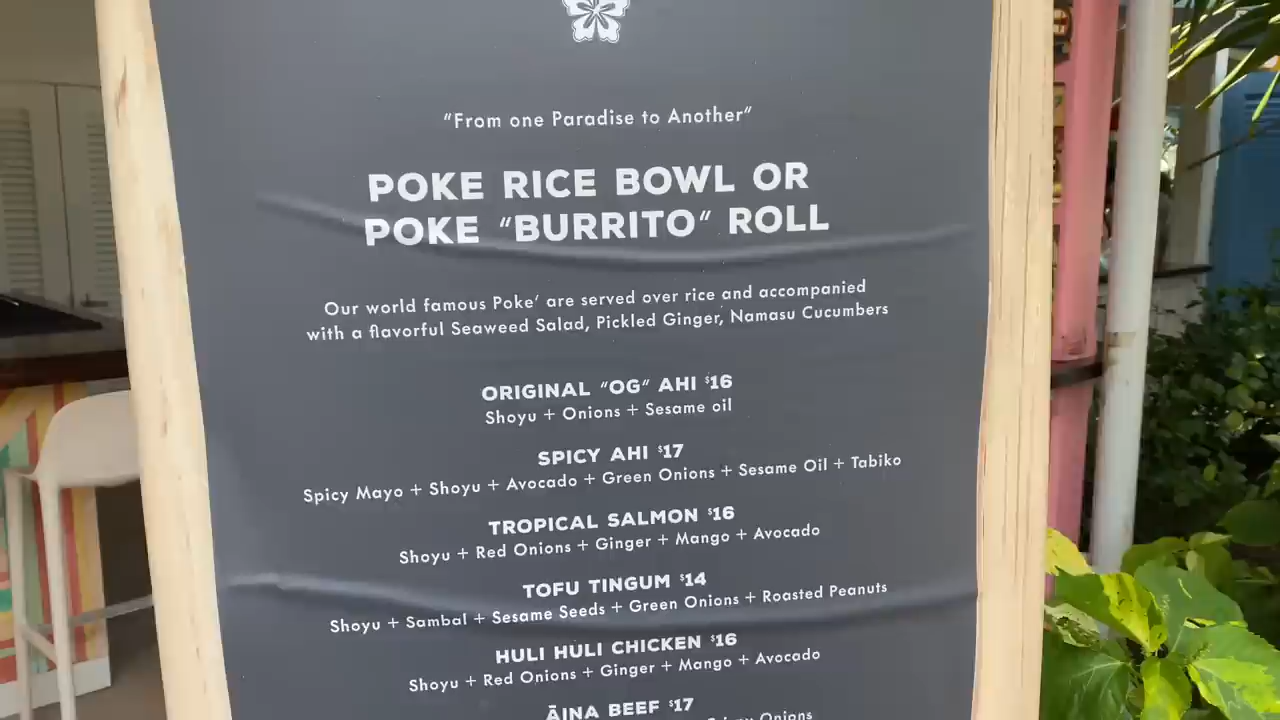 "From one Paradise to Another"
POKE RICE BOWL OR
POKE "BURRITO" ROLL
Our world famous Poke' are served over rice and accompanied
with a flavorful Seaweed Salad, Pickled Ginger, Namasu Cucumbers
ORIGINAL "OG" AHI $16
Shoyu + Onions + Sesame oil
SPICY AHI $17
Spicy Mayo + Shoyu + Avocado + Green Onions + Sesame Oil + Tabiko
TROPICAL SALMON $16
Shoyu + Red Onions + Ginger + Mango + Avocado
TOFU TINGUM $14
Shoyu + Sambal + Sesame Seeds + Green Onions + Roasted Peanuts
HULI HULI CHICKEN $16
Shoyu + Red Onions + Ginger + Mango + Avocado
ĀINA BEEF $17
Onions